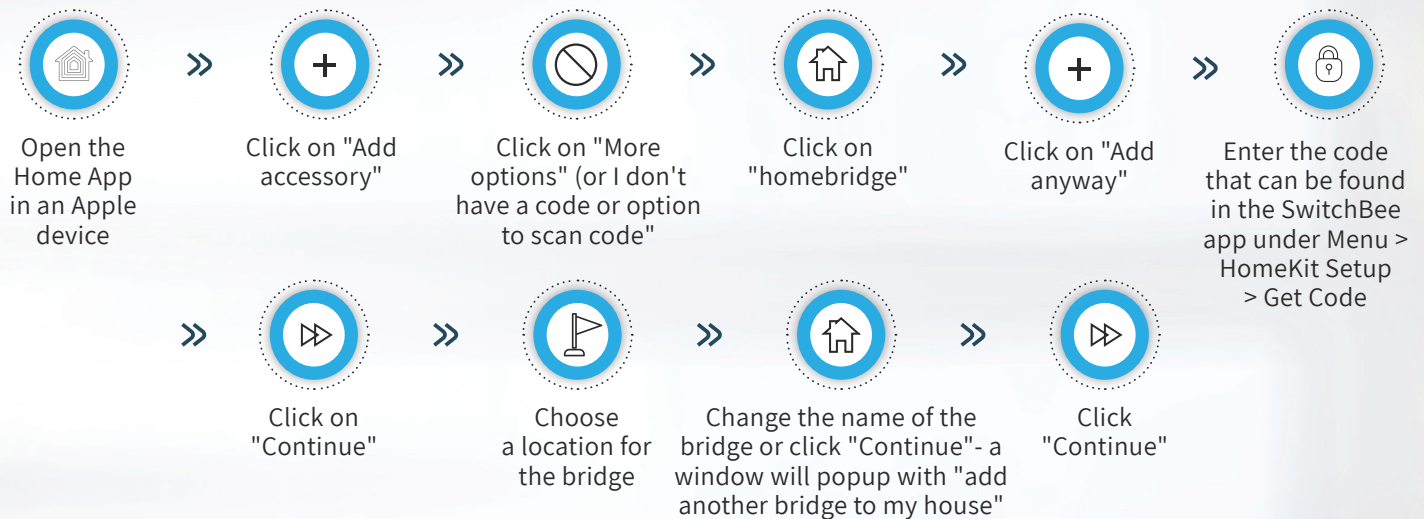 Open the
Home App
in an Apple
device
Click on "Add
accessory"
Click on "More
options" (or I don't
have a code or option
to scan code"
Click on
"homebridge"
Click on "Add
anyway"
Enter the code
that can be found
in the SwitchBee
app under Menu >
HomeKit Setup
> Get Code
Click on
"Continue"
Choose
a location for
the bridge
Change the name of the
bridge or click "Continue"- a
window will popup with "add
another bridge to my house"
Click
"Continue"